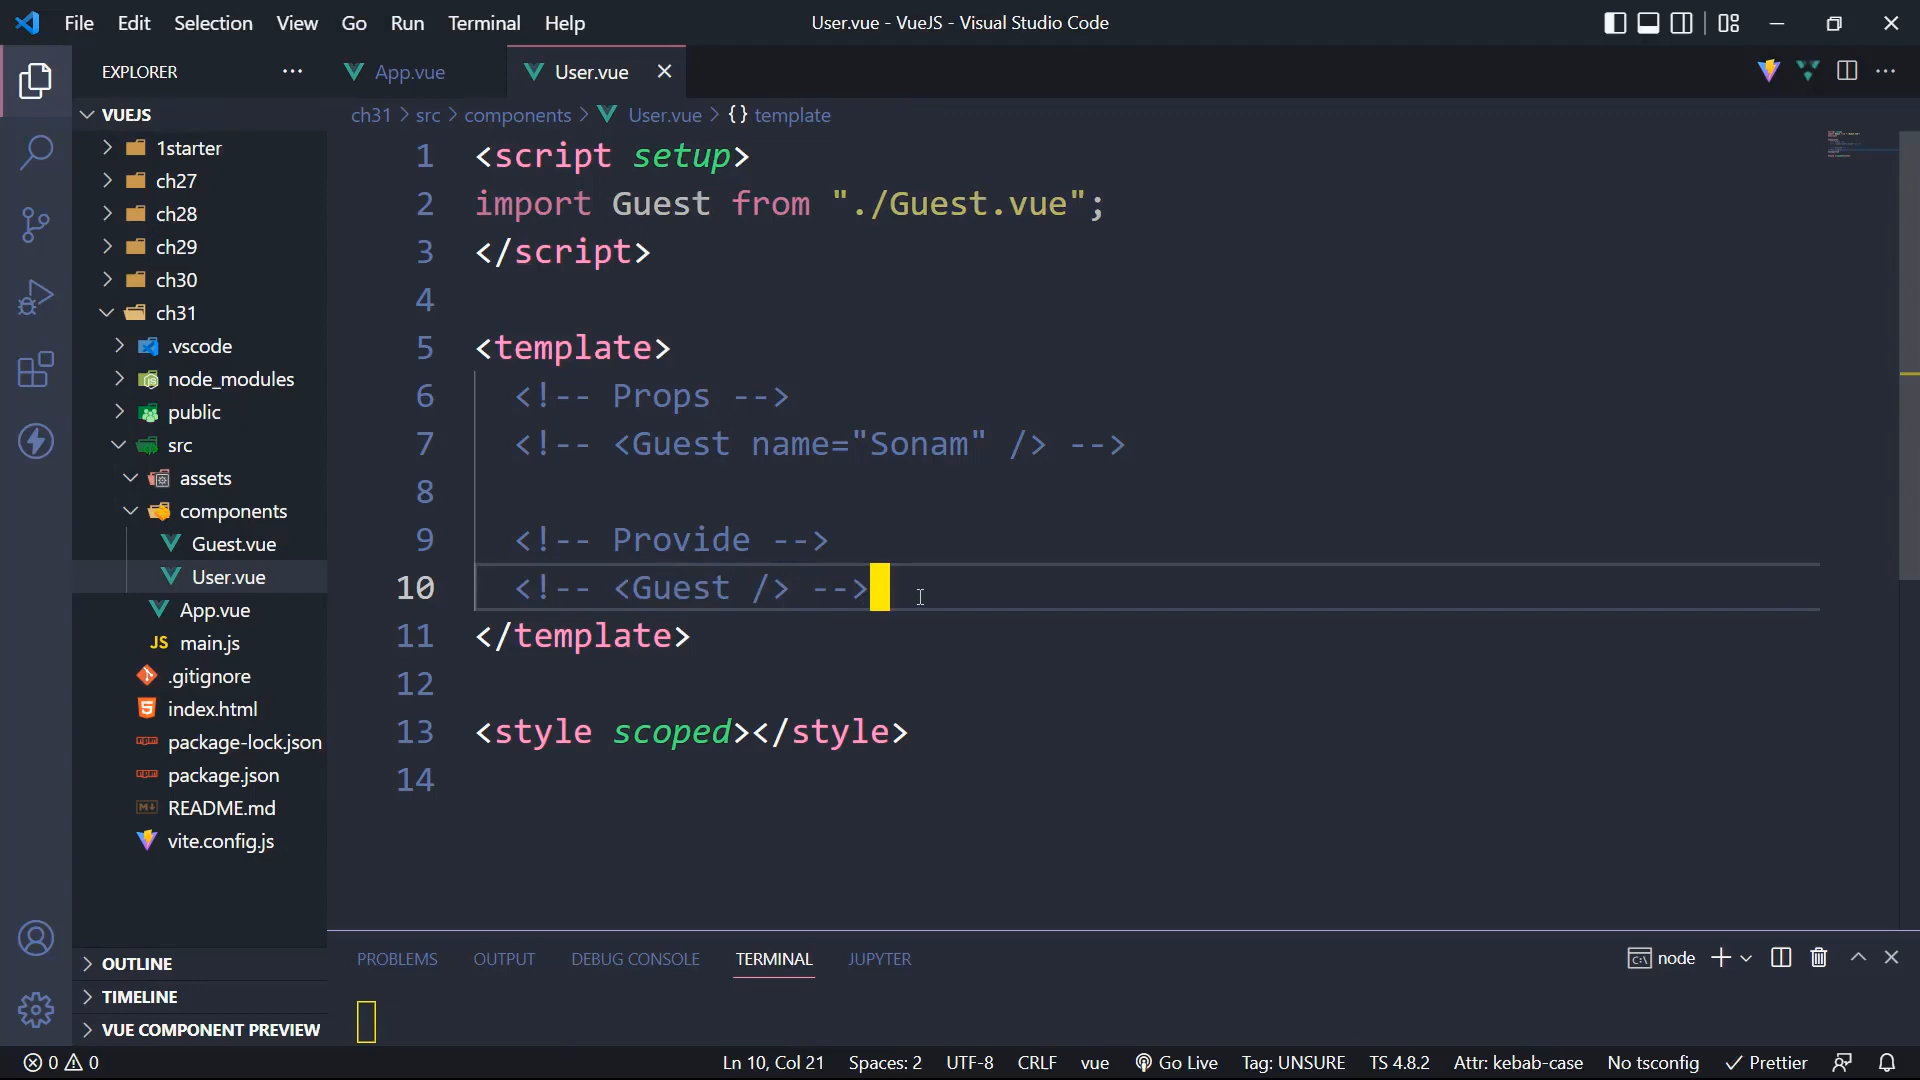 File Edit Selection View Go Run Terminal Help
User.vue - VueJS - Visual Studio Code
EXPLORER
App.vue
User.vue
VUEJS
ch31 > src > components > User.vue > {} template
1starter
ch27
ch28
ch29
ch30
ch31
.vscode
node_modules
public
src
assets
components
Guest.vue
User.vue
App.vue
main.js
.gitignore
index.html
package-lock.json
package.json
README.md
vite.config.js
OUTLINE
TIMELINE
VUE COMPONENT PREVIEW
1 <script setup>
2 import Guest from "./Guest.vue";
3 </script>
4
5 <template>
6 <!-- Props -->
7 <!-- <Guest name="Sonam" /> -->
8
9 <!-- Provide -->
10 <!-- <Guest /> -->
11 </template>
12
13 <style scoped></style>
14
PROBLEMS OUTPUT DEBUG CONSOLE TERMINAL JUPYTER
node
0 0 Ln 10, Col 21 Spaces: 2 UTF-8 CRLF vue Go Live Tag: UNSURE TS 4.8.2 Attr: kebab-case No tsconfig Prettier